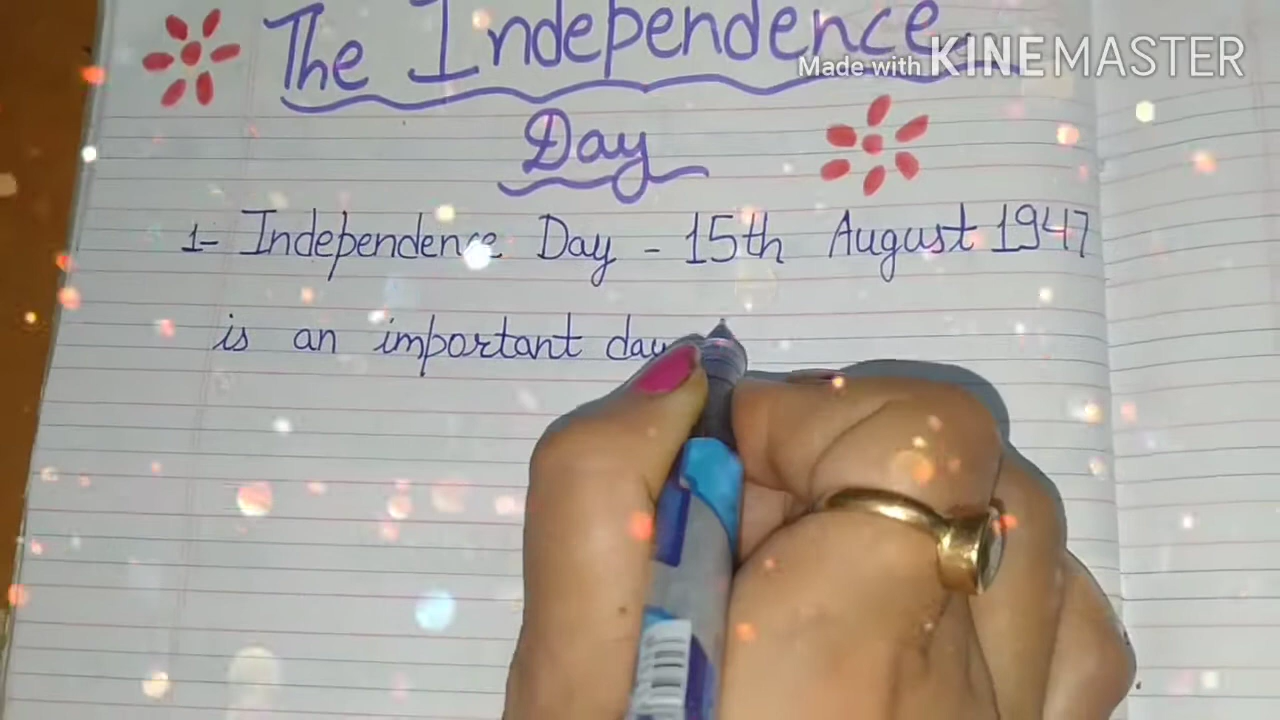 The Independence
Made with KINEMASTER
Day
1- Independence Day - 15th August 1947
is an important day